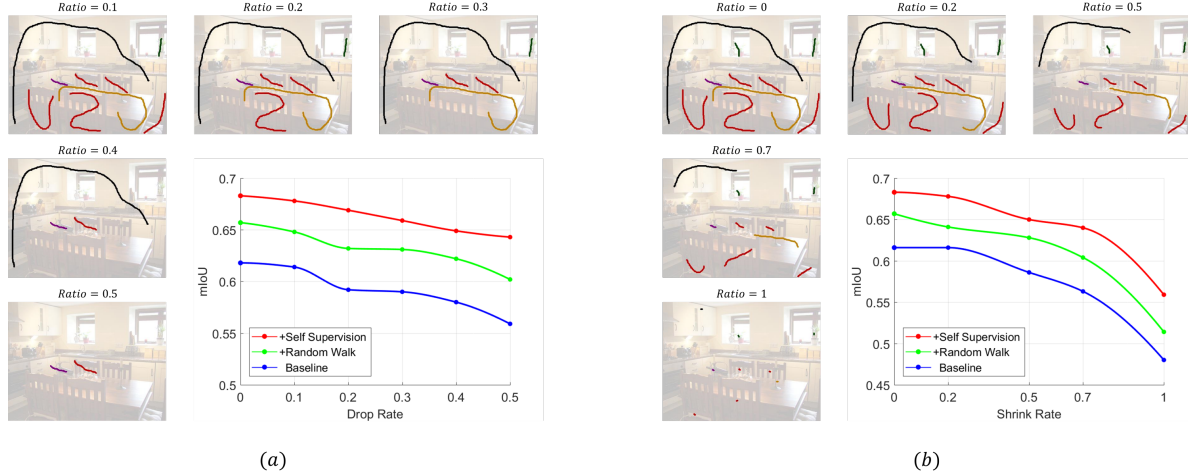 Ratio = 0.1
Ratio = 0.2
Ratio = 0.3
Ratio = 0.4
Ratio = 0.5
0.7
0.65
0.6
0.55
0.5
mIoU
+Self Supervision
+Random Walk
Baseline
0
0.1
0.2
0.3
0.4
0.5
Drop Rate
(a)
Ratio = 0
Ratio = 0.2
Ratio = 0.5
Ratio = 0.7
Ratio = 1
0.7
0.65
0.6
0.55
0.5
0.45
mIoU
+Self Supervision
+Random Walk
Baseline
0
0.2
0.5
0.7
1
Shrink Rate
(b)